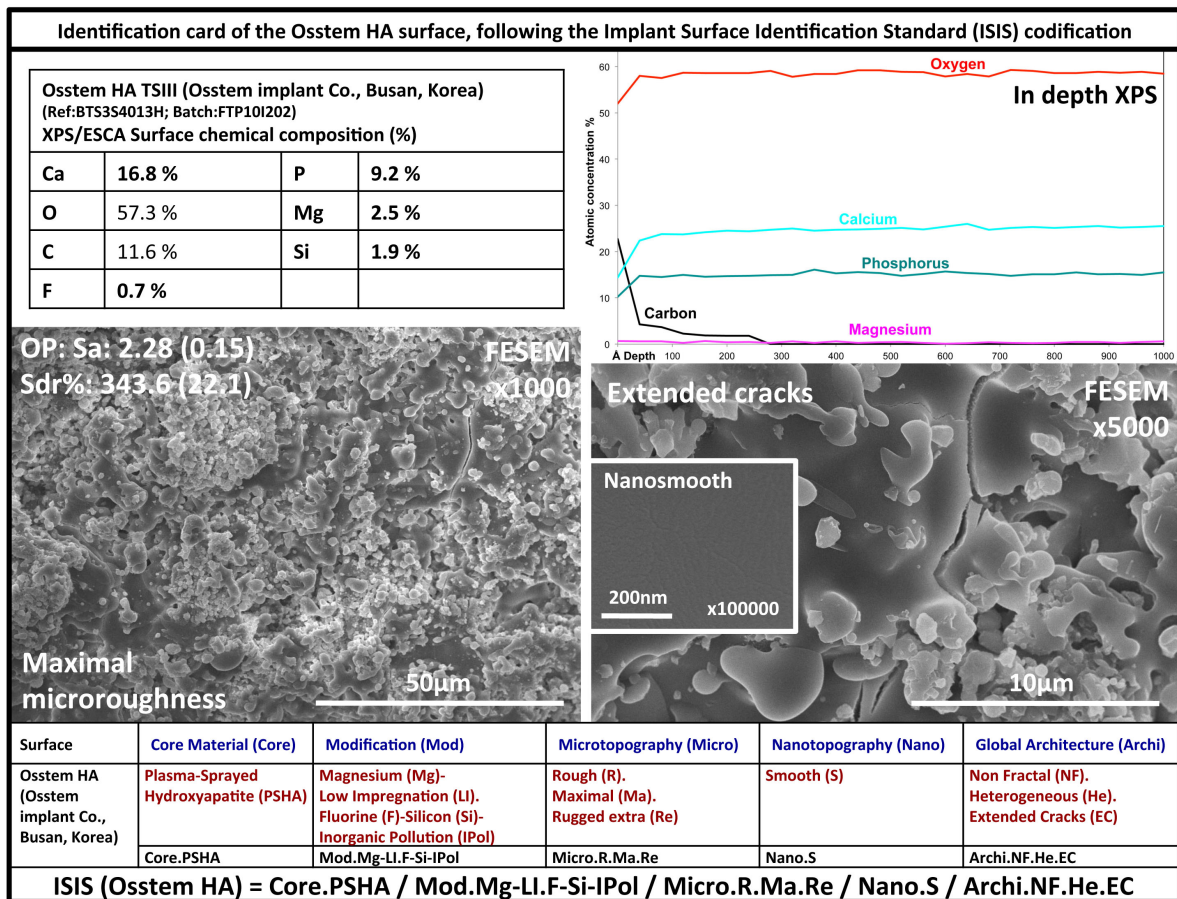 Identification card of the Osstem HA surface, following the Implant Surface Identification Standard (ISIS) codification
Osstem HA TSIII (Osstem implant Co., Busan, Korea)
(Ref:BTS3S4013H; Batch:FTP10I202)
XPS/ESCA Surface chemical composition (%)
Ca 16.8 % P 9.2 %
O 57.3 % Mg 2.5 %
C 11.6 % Si 1.9 %
F 0.7 %
In depth XPS
Atomic concentration %
60
50
40
30
20
10
0
Oxygen
Calcium
Phosphorus
Carbon
Magnesium
Å Depth 100 200 300 400 500 600 700 800 900 1000
OP: Sa: 2.28 (0.15)
Sdr%: 343.6 (22.1)
FESEM
x1000
Maximal
microroughness
50µm
Extended cracks
FESEM
x5000
Nanosmooth
200nm
x100000
10µm
Surface Core Material (Core) Modification (Mod) Microtopography (Micro) Nanotopography (Nano) Global Architecture (Archi)
Osstem HA
(Osstem
implant Co.,
Busan, Korea)
Plasma-Sprayed
Hydroxyapatite (PSHA)
Magnesium (Mg)-
Low Impregnation (LI).
Fluorine (F)-Silicon (Si)-
Inorganic Pollution (IPol)
Rough (R).
Maximal (Ma).
Rugged extra (Re)
Smooth (S)
Non Fractal (NF).
Heterogeneous (He).
Extended Cracks (EC)
Core.PSHA Mod.Mg-LI.F-Si-IPol Micro.R.Ma.Re Nano.S Archi.NF.He.EC
ISIS (Osstem HA) = Core.PSHA / Mod.Mg-LI.F-Si-IPol / Micro.R.Ma.Re / Nano.S / Archi.NF.He.EC